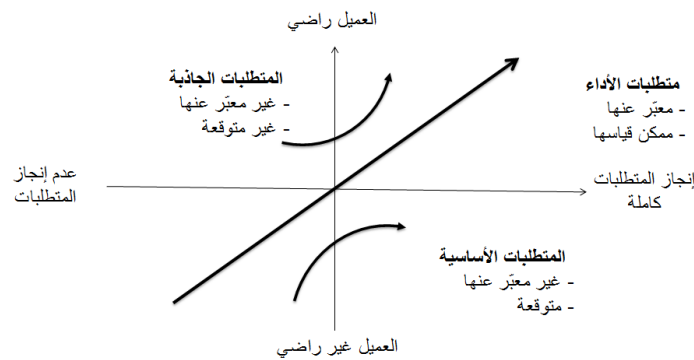 العميل راضي
المتطلبات الجاذبة
- غير معبّر عنها
- غير متوقعة
متطلبات الأداء
- معبّر عنها
- ممكن قياسها
إنجاز المتطلبات
كاملة
عدم إنجاز
المتطلبات
المتطلبات الأساسية
- غير معبّر عنها
- متوقعة
العميل غير راضي